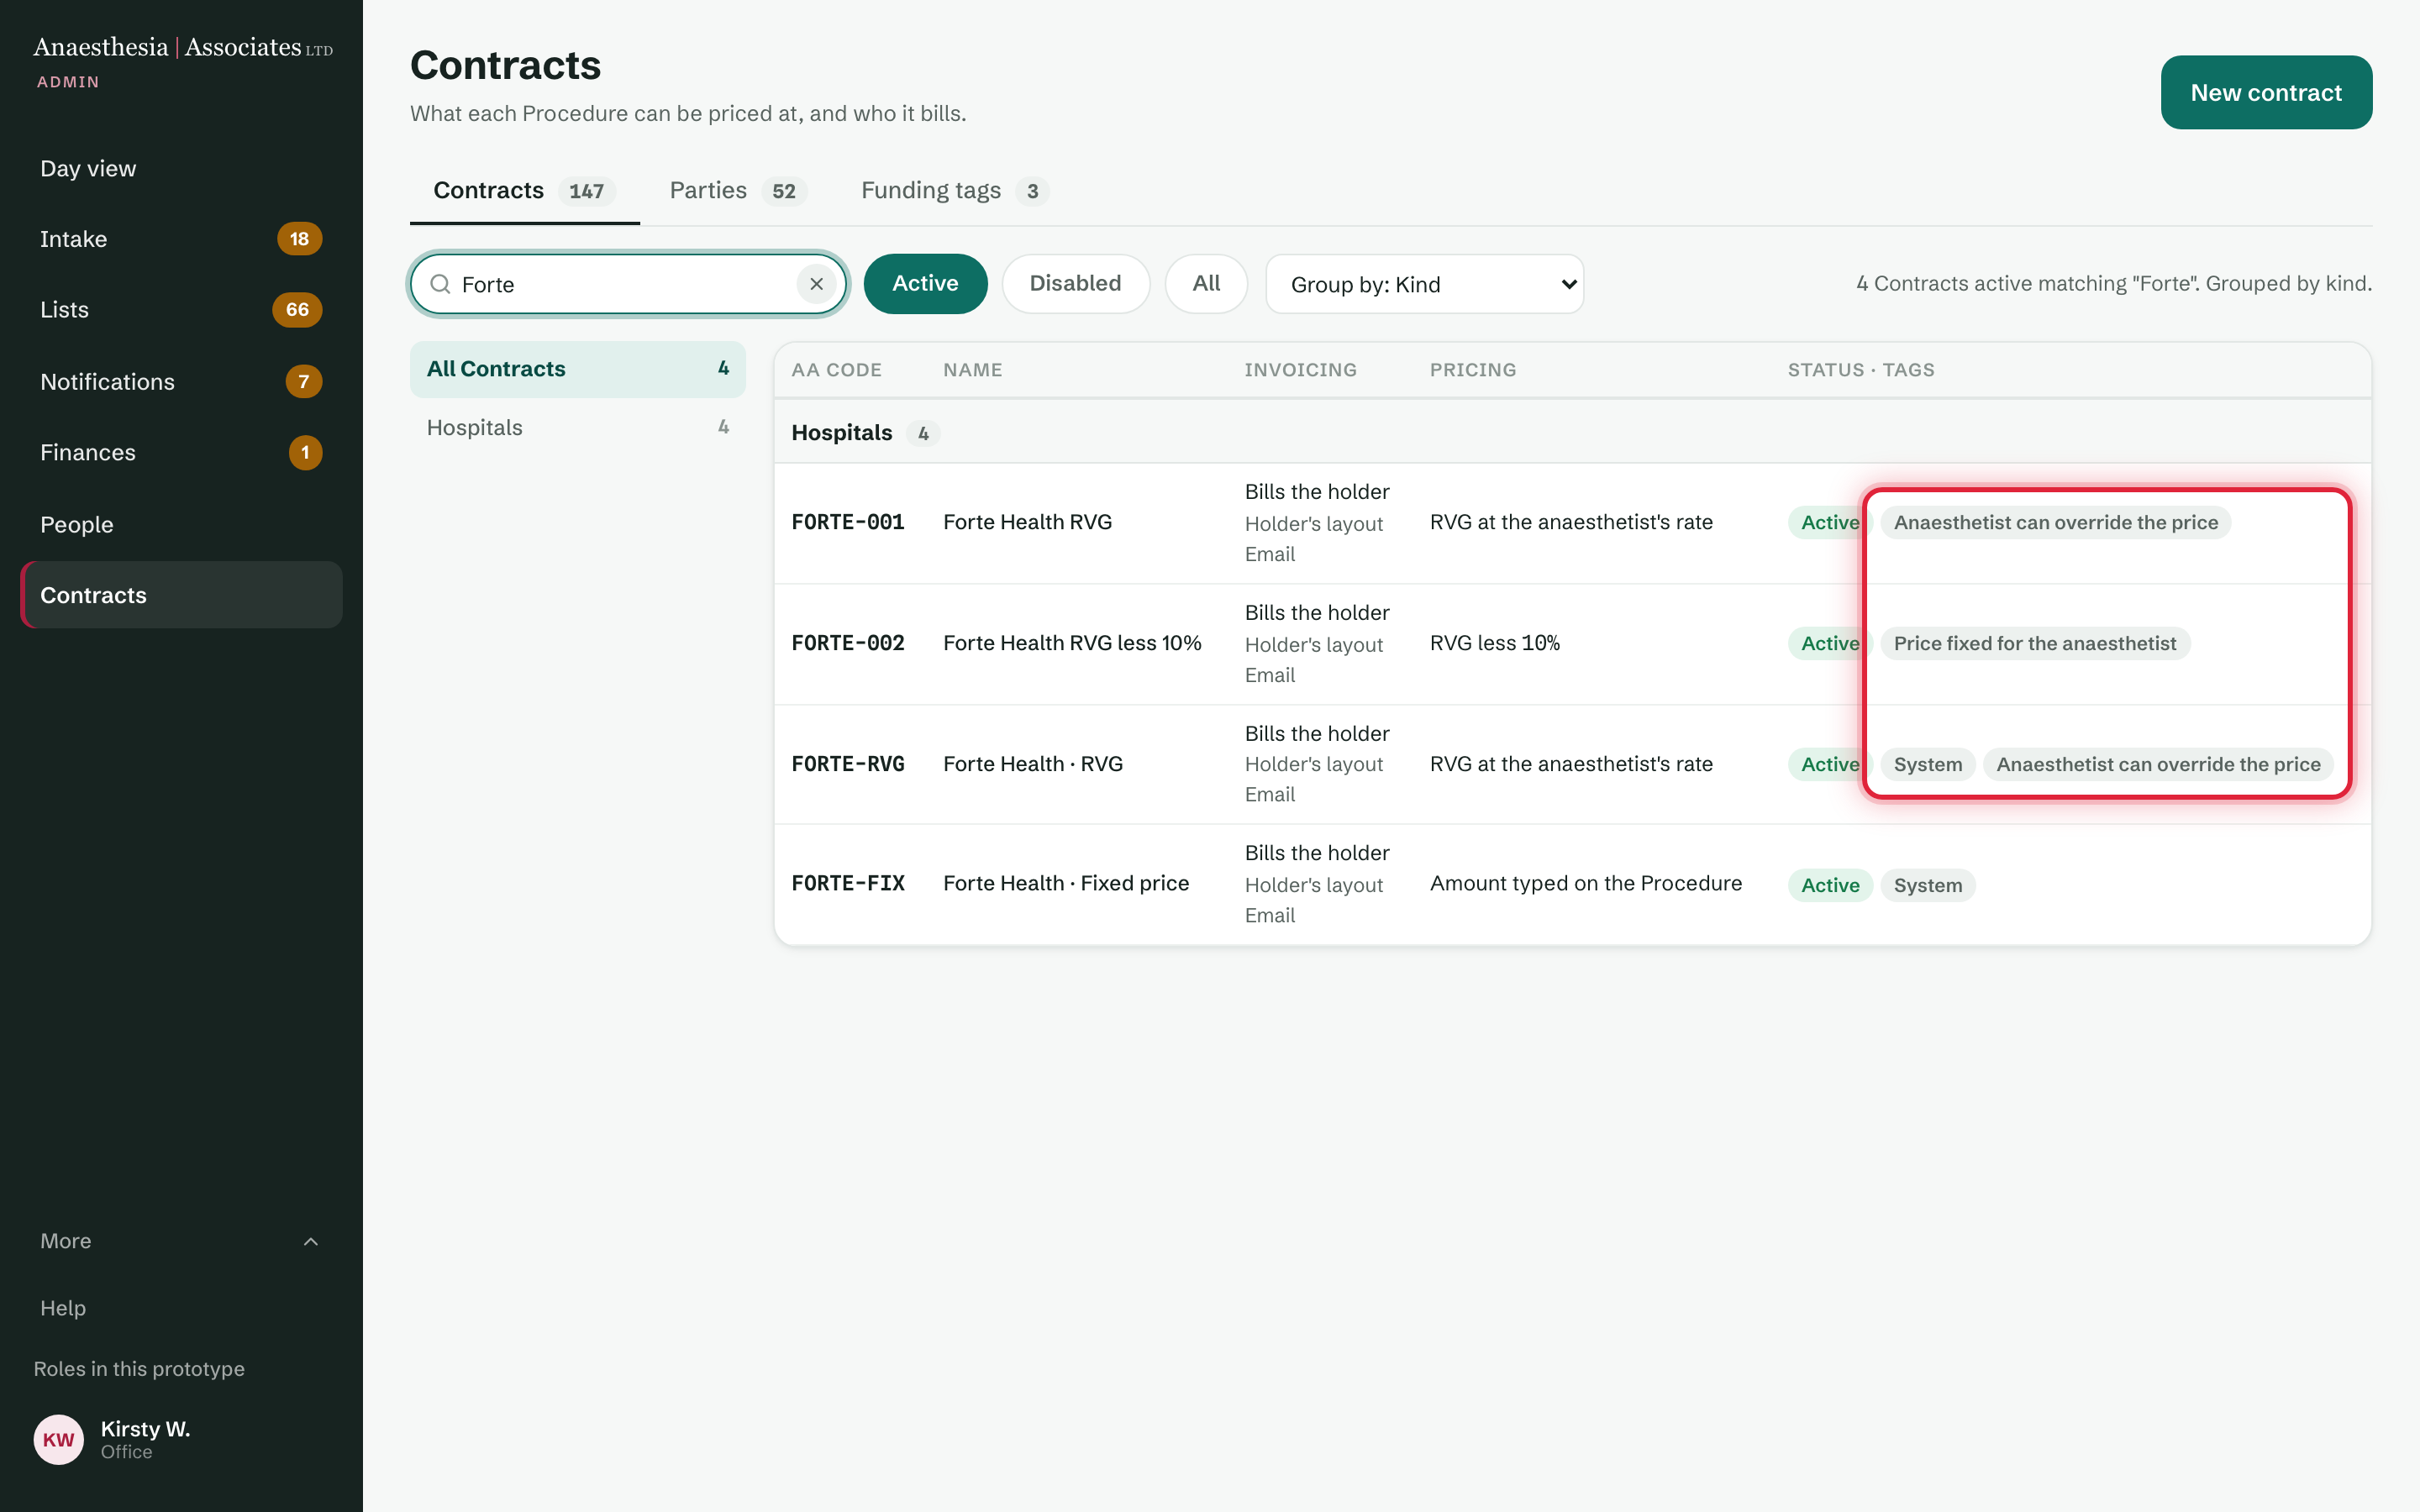 Anaesthesia | Associates LTD
ADMIN
Day view
Intake 18
Lists 66
Notifications 7
Finances 1
People
Contracts
More
Help
Roles in this prototype
KW
Kirsty W.
Office
Contracts
What each Procedure can be priced at, and who it bills.
New contract
Contracts 147 Parties 52 Funding tags 3
Forte Active Disabled All Group by: Kind 4 Contracts active matching "Forte". Grouped by kind.
All Contracts 4
Hospitals 4
AA CODE NAME INVOICING PRICING STATUS · TAGS
Hospitals 4
Bills the holder
FORTE-001 Forte Health RVG Holder's layout RVG at the anaesthetist's rate Active Anaesthetist can override the price
Email
Bills the holder
FORTE-002 Forte Health RVG less 10% Holder's layout RVG less 10% Active Price fixed for the anaesthetist
Email
Bills the holder
FORTE-RVG Forte Health · RVG Holder's layout RVG at the anaesthetist's rate Active System Anaesthetist can override the price
Email
Bills the holder
FORTE-FIX Forte Health · Fixed price Holder's layout Amount typed on the Procedure Active System
Email